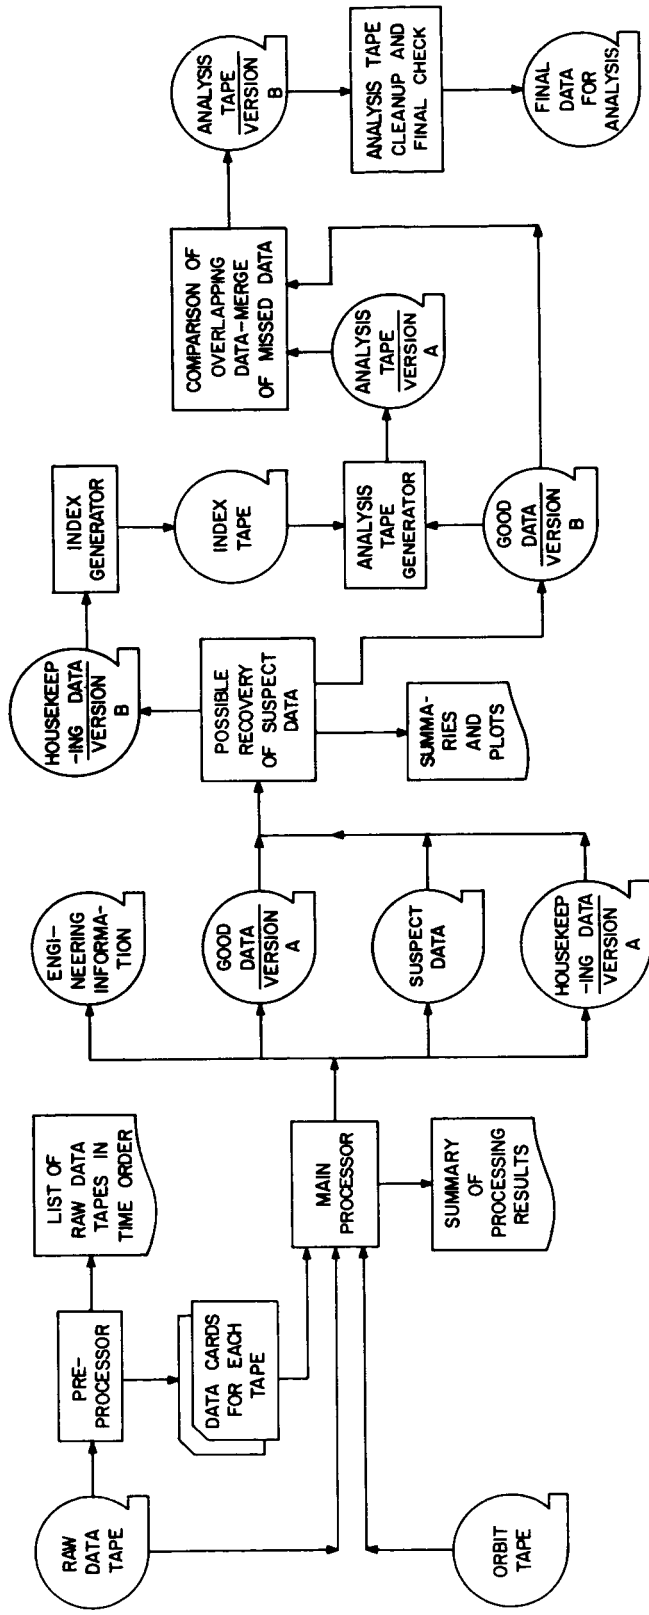 RAW
DATA
TAPE
PRE-
PROCESSOR
LIST OF
RAW DATA
TAPES IN
TIME ORDER
DATA CARDS
FOR EACH
TAPE
ORBIT
TAPE
MAIN
PROCESSOR
SUMMARY
OF
PROCESSING
RESULTS
ENGI-
NEERING
INFORMA-
TION
GOOD
DATA
VERSION
A
SUSPECT
DATA
HOUSEKEEP
-ING DATA
VERSION
A
POSSIBLE
RECOVERY
OF SUSPECT
DATA
SUMMA-
RIES
AND
PLOTS
HOUSEKEEP
-ING DATA
VERSION
B
INDEX
GENERATOR
INDEX
TAPE
ANALYSIS
TAPE
GENERATOR
GOOD
DATA
VERSION
B
ANALYSIS
TAPE
VERSION
A
COMPARISON OF
OVERLAPPING
DATA-MERGE
OF MISSED DATA
ANALYSIS
TAPE
VERSION
B
ANALYSIS TAPE
CLEANUP AND
FINAL CHECK
FINAL
DATA
FOR
ANALYSIS